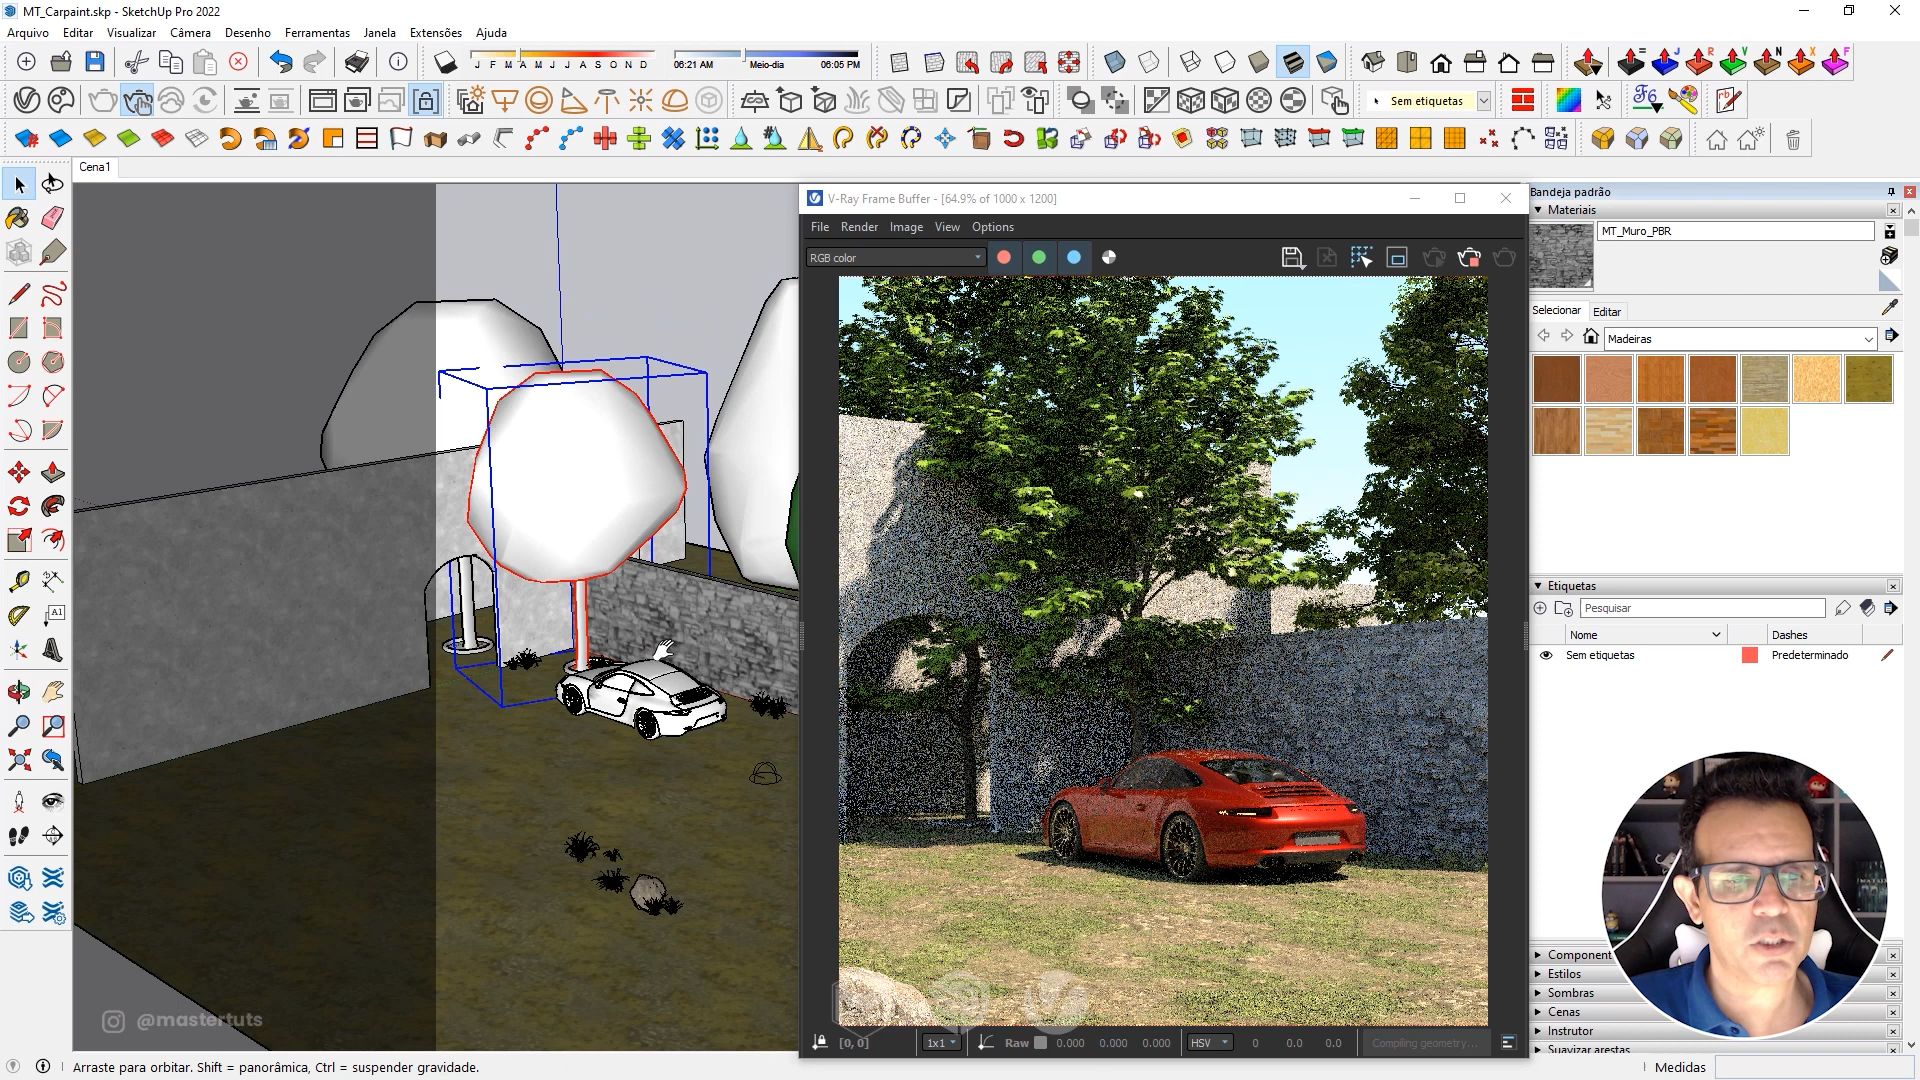 MT_Carpaint.skp - SketchUp Pro 2022
Arquivo Editar Visualizar Câmera Desenho Ferramentas Janela Extensões Ajuda
J F M A M J J A S O N D 06:21 AM Meio-dia 06:05 PM
Sem etiquetas
Cena1
V-Ray Frame Buffer - [64.9% of 1000 x 1200]
File Render Image View Options
RGB color
Bandeja padrão
Materiais
MT_Muro_PBR
Selecionar Editar
Madeiras
Etiquetas
Pesquisar
Nome Dashes
Sem etiquetas Predeterminado
Component
Estilos
Sombras
Cenas
Instrutor
Suavizar arestas
@mastertuts
[0, 0] 1x1 Raw 0.000 0.000 0.000 HSV 0 0.0 0.0 Compiling geometry...
Arraste para orbitar. Shift = panorâmica, Ctrl = suspender gravidade.
Medidas